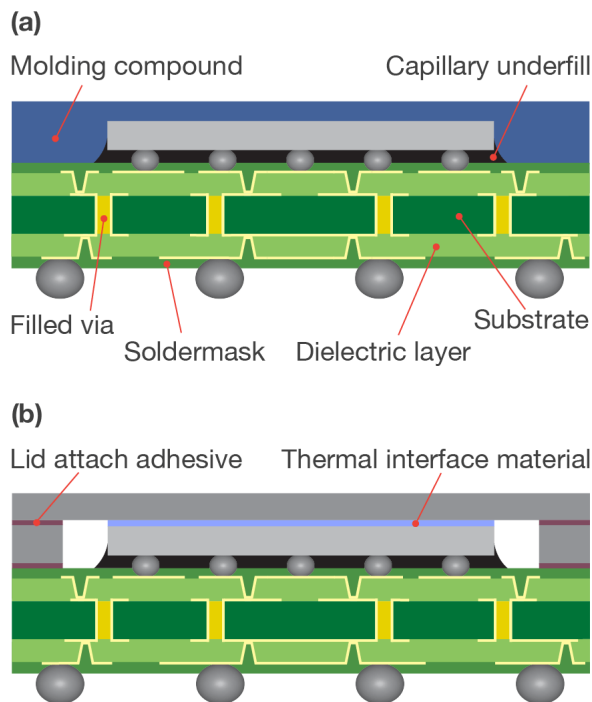 (a)
Molding compound
Capillary underfill
Filled via
Soldermask
Dielectric layer
Substrate
(b)
Lid attach adhesive
Thermal interface material